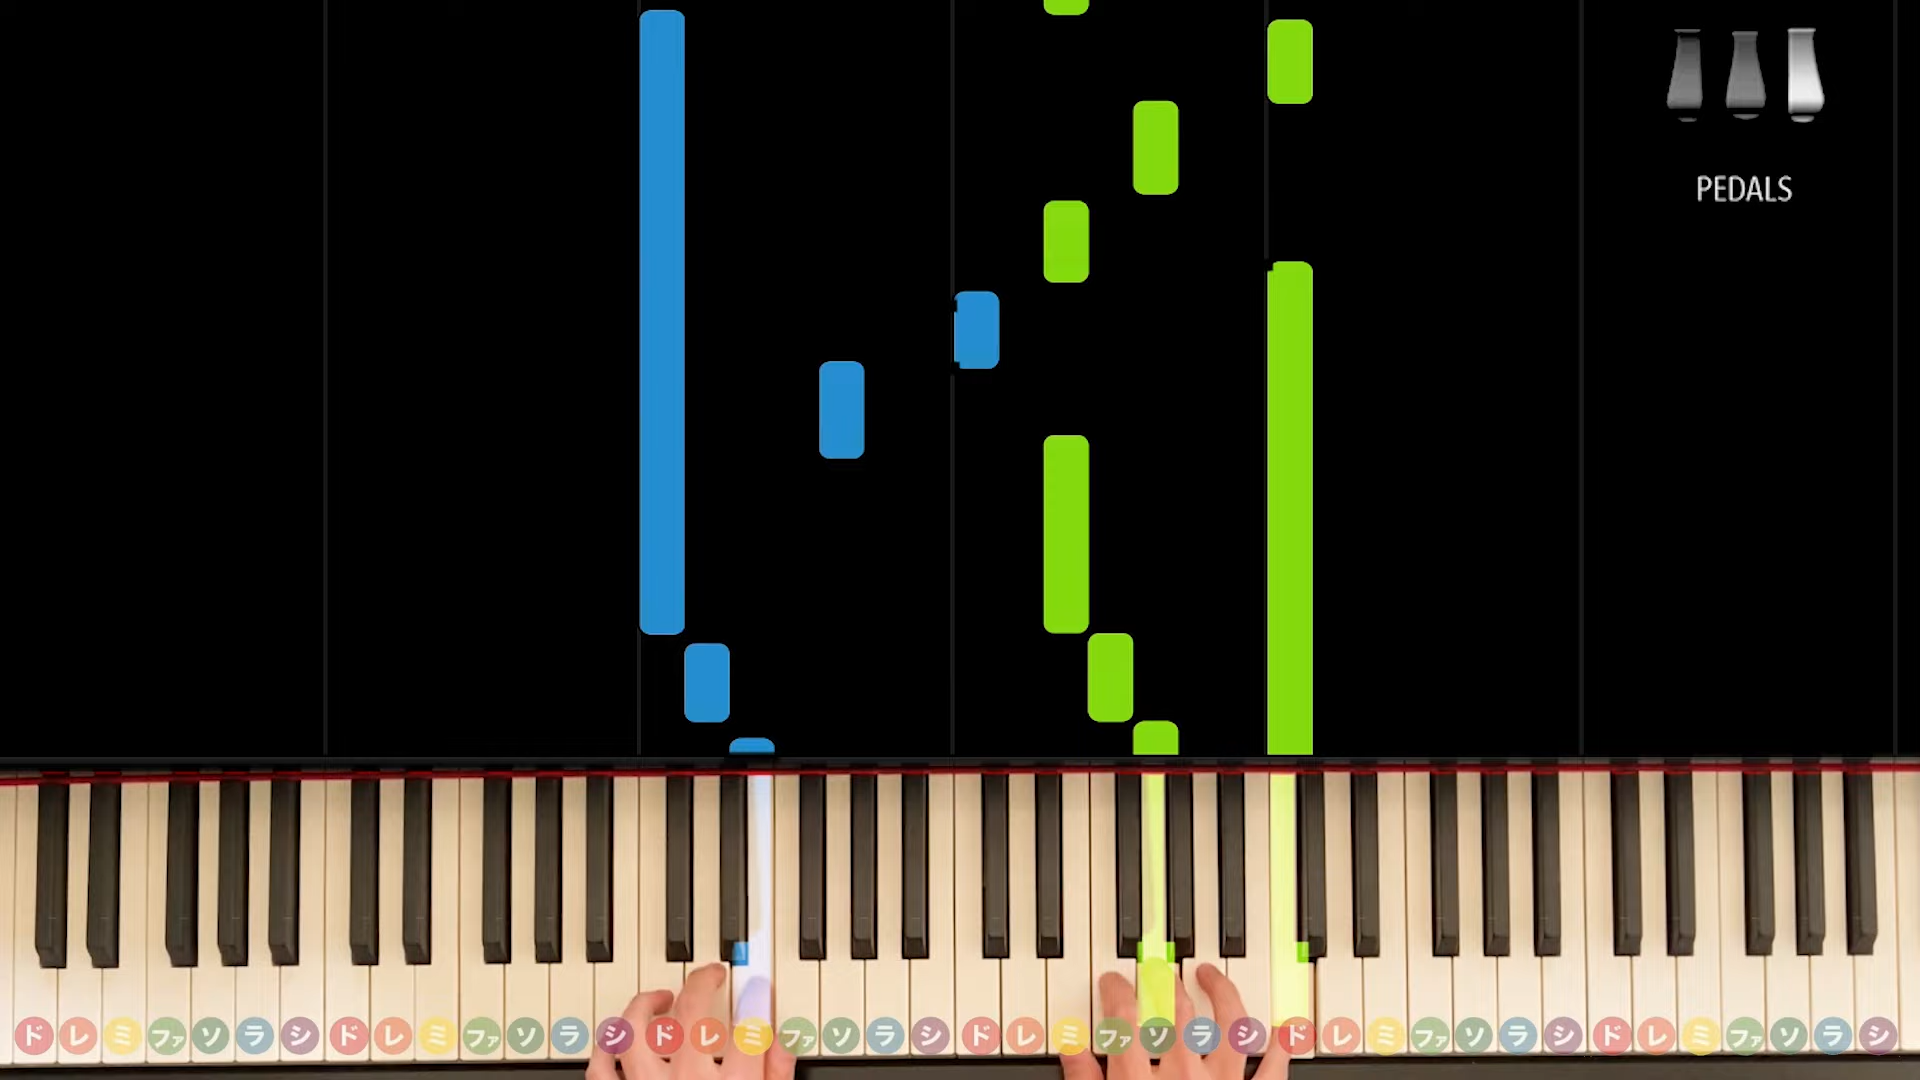 PEDALS
ド レ ミ ファ ソ ラ シ ド レ ミ ファ ソ ラ シ ド レ ミ ファ ソ ラ シ ド レ ミ ファ ソ ラ シ ド レ ミ ファ ソ ラ シ ド レ ミ ファ ソ ラ シ